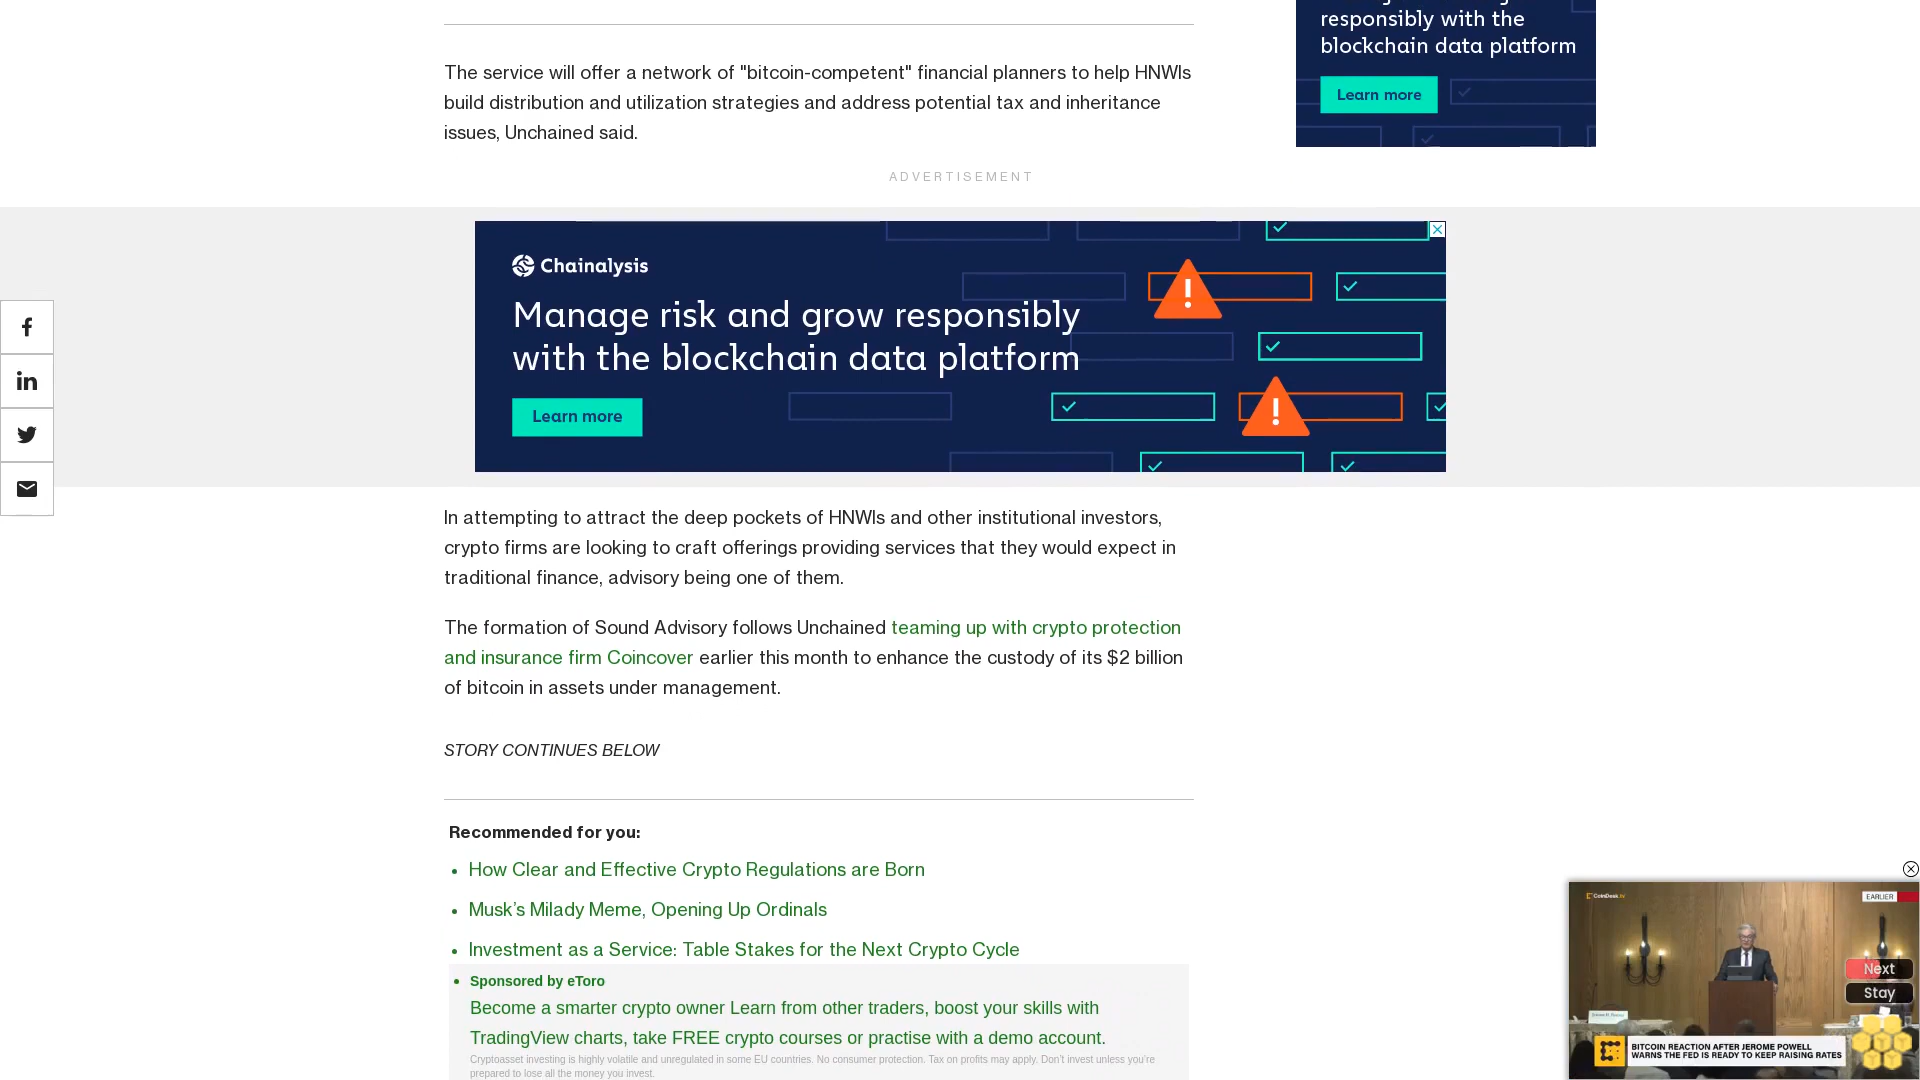 responsibly with the
blockchain data platform
Learn more
The service will offer a network of "bitcoin-competent" financial planners to help HNWIs
build distribution and utilization strategies and address potential tax and inheritance
issues, Unchained said.
ADVERTISEMENT
Chainalysis
Manage risk and grow responsibly
with the blockchain data platform
Learn more
In attempting to attract the deep pockets of HNWIs and other institutional investors,
crypto firms are looking to craft offerings providing services that they would expect in
traditional finance, advisory being one of them.
The formation of Sound Advisory follows Unchained teaming up with crypto protection
and insurance firm Coincover earlier this month to enhance the custody of its $2 billion
of bitcoin in assets under management.
STORY CONTINUES BELOW
Recommended for you:
• How Clear and Effective Crypto Regulations are Born
• Musk’s Milady Meme, Opening Up Ordinals
• Investment as a Service: Table Stakes for the Next Crypto Cycle
• Sponsored by eToro
Become a smarter crypto owner Learn from other traders, boost your skills with
TradingView charts, take FREE crypto courses or practise with a demo account.
Cryptoasset investing is highly volatile and unregulated in some EU countries. No consumer protection. Tax on profits may apply. Don’t invest unless you’re
prepared to lose all the money you invest.
EARLIER
Next
Stay
BITCOIN REACTION AFTER JEROME POWELL
WARNS THE FED IS READY TO KEEP RAISING RATES